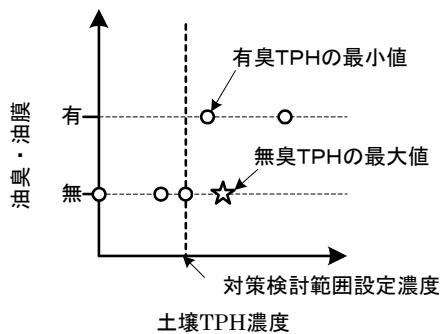 有臭TPHの最小値
有
油臭・油膜
無臭TPHの最大値
無
対策検討範囲設定濃度
土壌TPH濃度